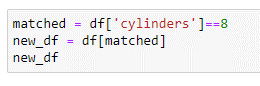 matched = df['cylinders']==8
new_df = df[matched]
new_df